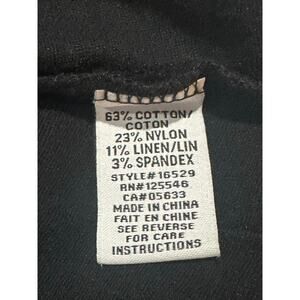 63% COTTON/
COTON
23% NYLON
11% LINEN/LIN
3% SPANDEX
STYLE#16529
RN#125546
CA#05633
MADE IN CHINA
FAIT EN CHINE
SEE REVERSE
FOR CARE
INSTRUCTIONS